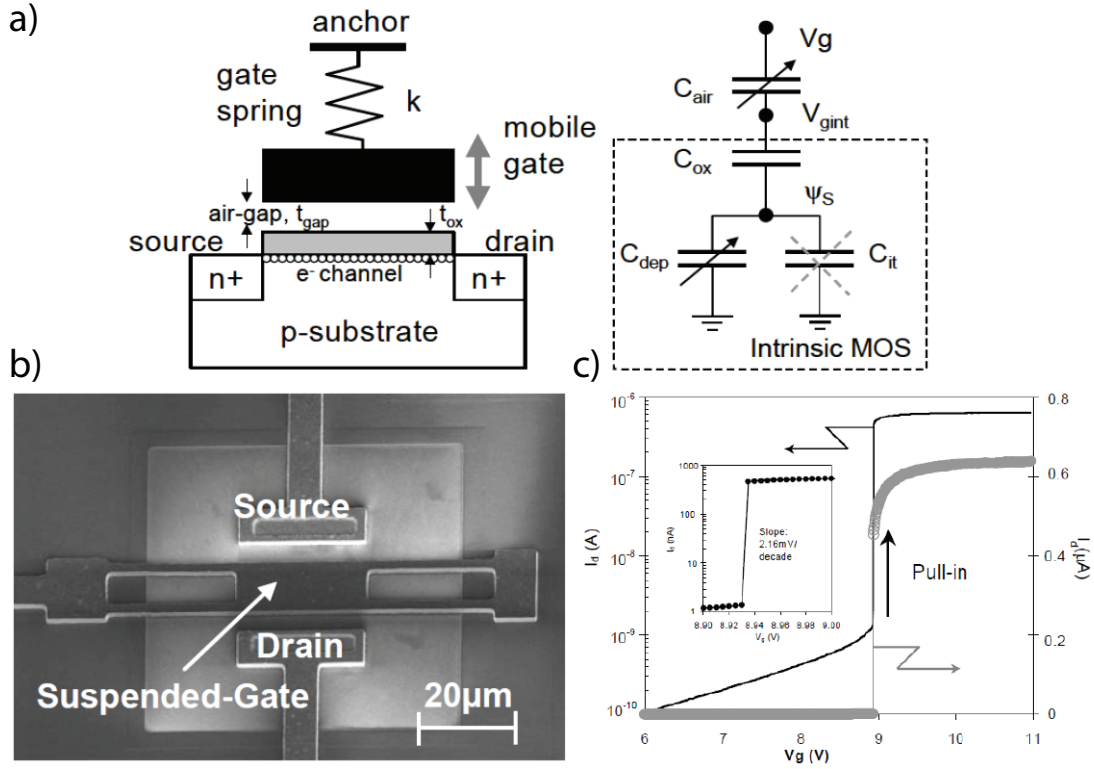 a)
anchor
gate
spring
k
mobile
gate
air-gap, tgap
tox
source
drain
n+
e- channel
n+
p-substrate
Vg
Cair
Vgint
Cox
ψS
Cdep
Cit
Intrinsic MOS
b)
Source
Drain
Suspended-Gate
20µm
c)
10-6
10-7
10-8
10-9
10-10
Id (A)
0.8
0.6
0.4
0.2
0
Id(µA)
1000
100
10
1
Id (nA)
Slope:
2.16mV/
decade
8.90 8.92 8.94 8.96 8.98 9.00
Vg (V)
Pull-in
6 7 8 9 10 11
Vg (V)